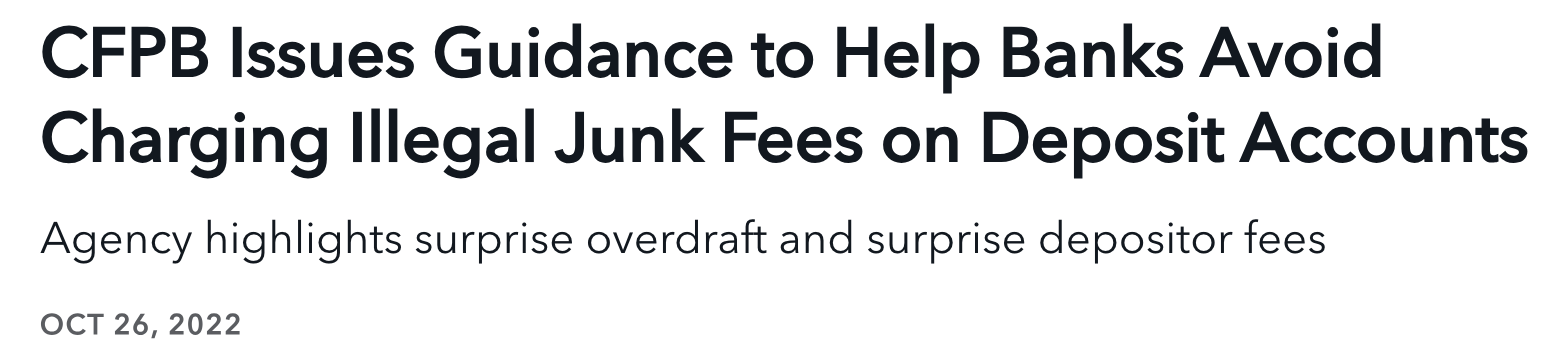 CFPB Issues Guidance to Help Banks Avoid
Charging Illegal Junk Fees on Deposit Accounts
Agency highlights surprise overdraft and surprise depositor fees
OCT 26, 2022